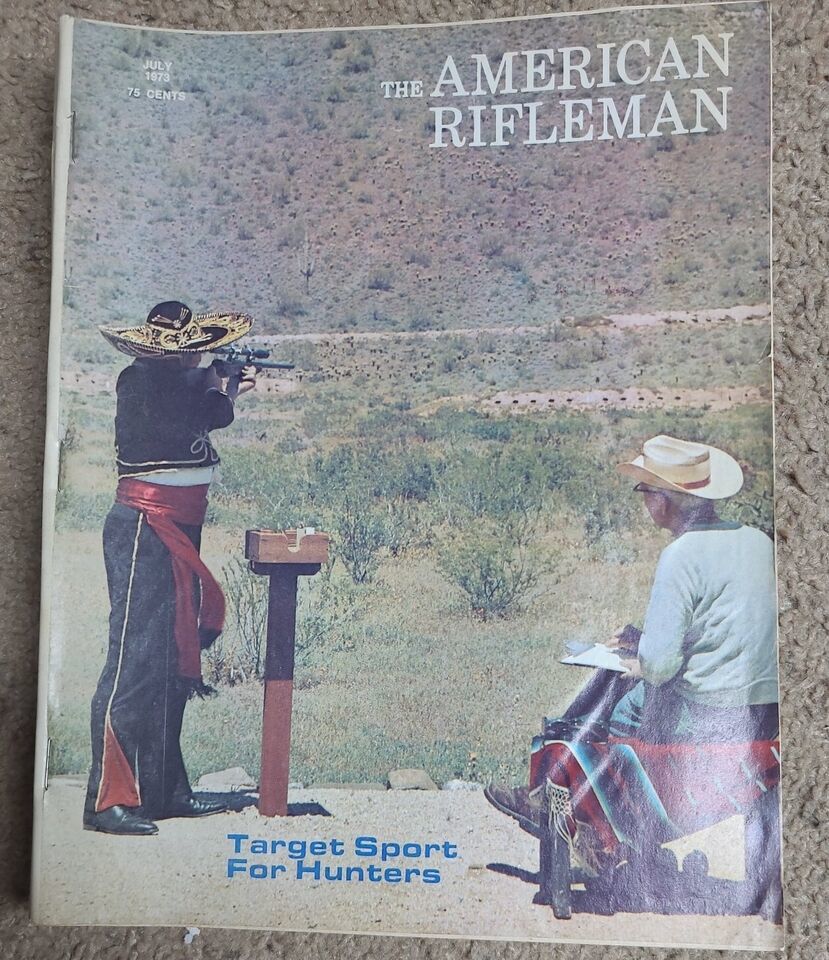 JULY
1973
75 CENTS
THE AMERICAN
RIFLEMAN
Target Sport
For Hunters